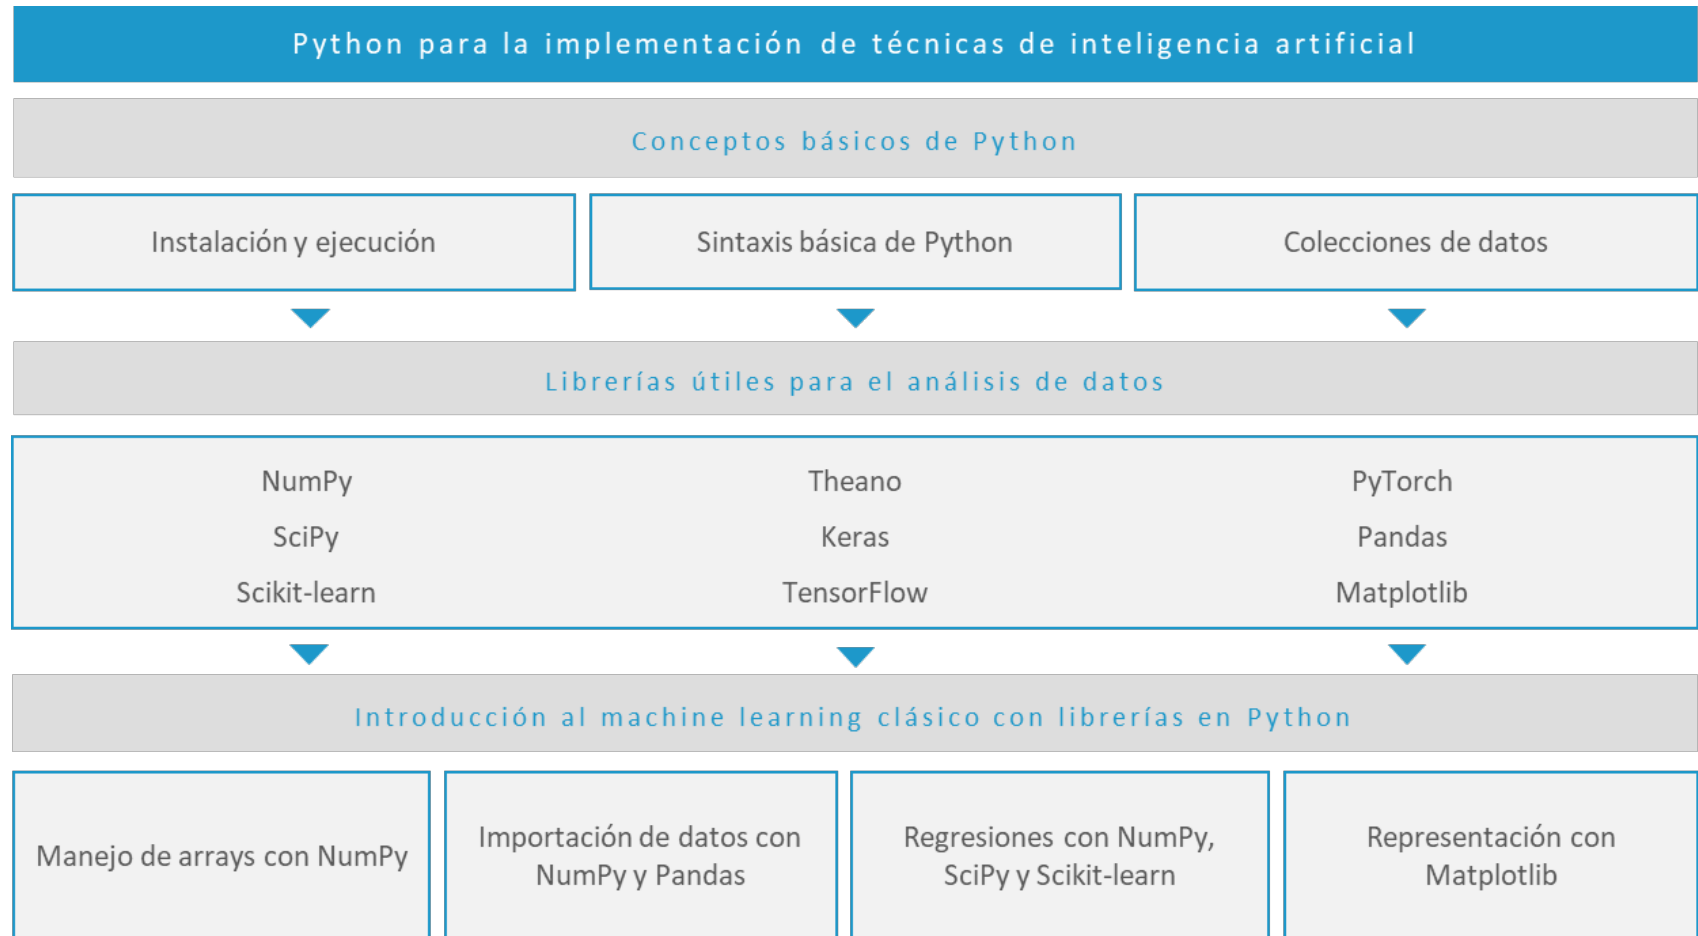 Python para la implementación de técnicas de inteligencia artificial
Conceptos básicos de Python
Instalación y ejecución
Sintaxis básica de Python
Colecciones de datos
Librerías útiles para el análisis de datos
NumPy
SciPy
Scikit-learn
Theano
Keras
TensorFlow
PyTorch
Pandas
Matplotlib
Introducción al machine learning clásico con librerías en Python
Manejo de arrays con NumPy
Importación de datos con
NumPy y Pandas
Regresiones con NumPy,
SciPy y Scikit-learn
Representación con
Matplotlib